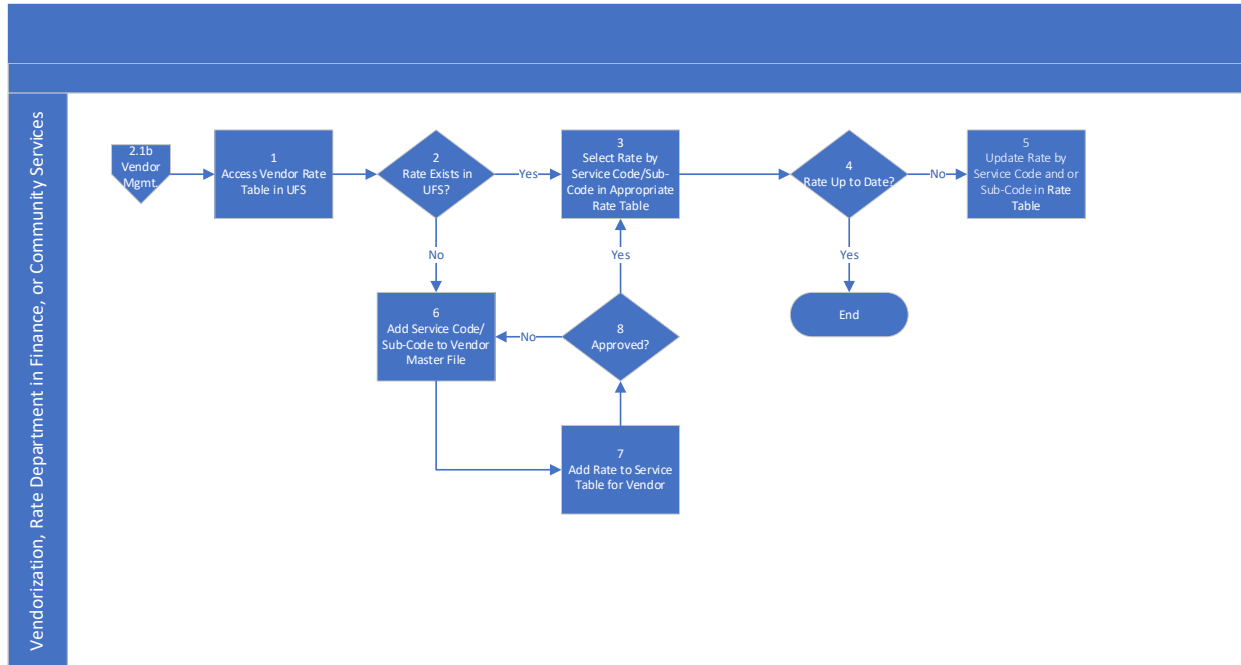 Vendorization, Rate Department in Finance, or Community Services
2.1b
Vendor
Mgmt.
1
Access Vendor Rate
Table in UFS
2
Rate Exists in
UFS?
Yes
3
Select Rate by
Service Code/Sub-
Code in Appropriate
Rate Table
4
Rate Up to Date?
No
5
Update Rate by
Service Code and or
Sub-Code in Rate
Table
No
Yes
Yes
6
Add Service Code/
Sub-Code to Vendor
Master File
No
8
Approved?
End
7
Add Rate to Service
Table for Vendor